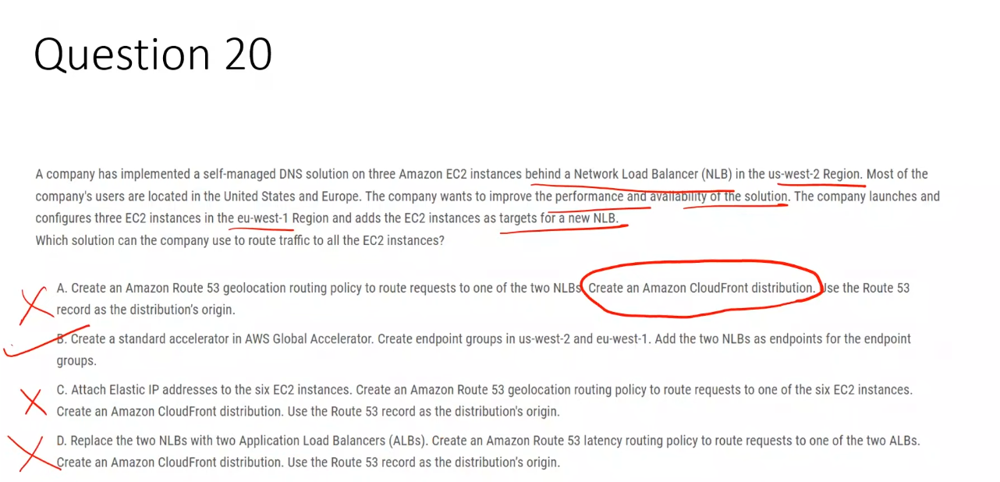 Question 20
A company has implemented a self-managed DNS solution on three Amazon EC2 instances behind a Network Load Balancer (NLB) in the us-west-2 Region. Most of the
company's users are located in the United States and Europe. The company wants to improve the performance and availability of the solution. The company launches and
configures three EC2 instances in the eu-west-1 Region and adds the EC2 instances as targets for a new NLB.
Which solution can the company use to route traffic to all the EC2 instances?
A. Create an Amazon Route 53 geolocation routing policy to route requests to one of the two NLBs. Create an Amazon CloudFront distribution. Use the Route 53
record as the distribution's origin.
B. Create a standard accelerator in AWS Global Accelerator. Create endpoint groups in us-west-2 and eu-west-1. Add the two NLBs as endpoints for the endpoint
groups.
C. Attach Elastic IP addresses to the six EC2 instances. Create an Amazon Route 53 geolocation routing policy to route requests to one of the six EC2 instances.
Create an Amazon CloudFront distribution. Use the Route 53 record as the distribution's origin.
D. Replace the two NLBs with two Application Load Balancers (ALBs). Create an Amazon Route 53 latency routing policy to route requests to one of the two ALBs.
Create an Amazon CloudFront distribution. Use the Route 53 record as the distribution's origin.